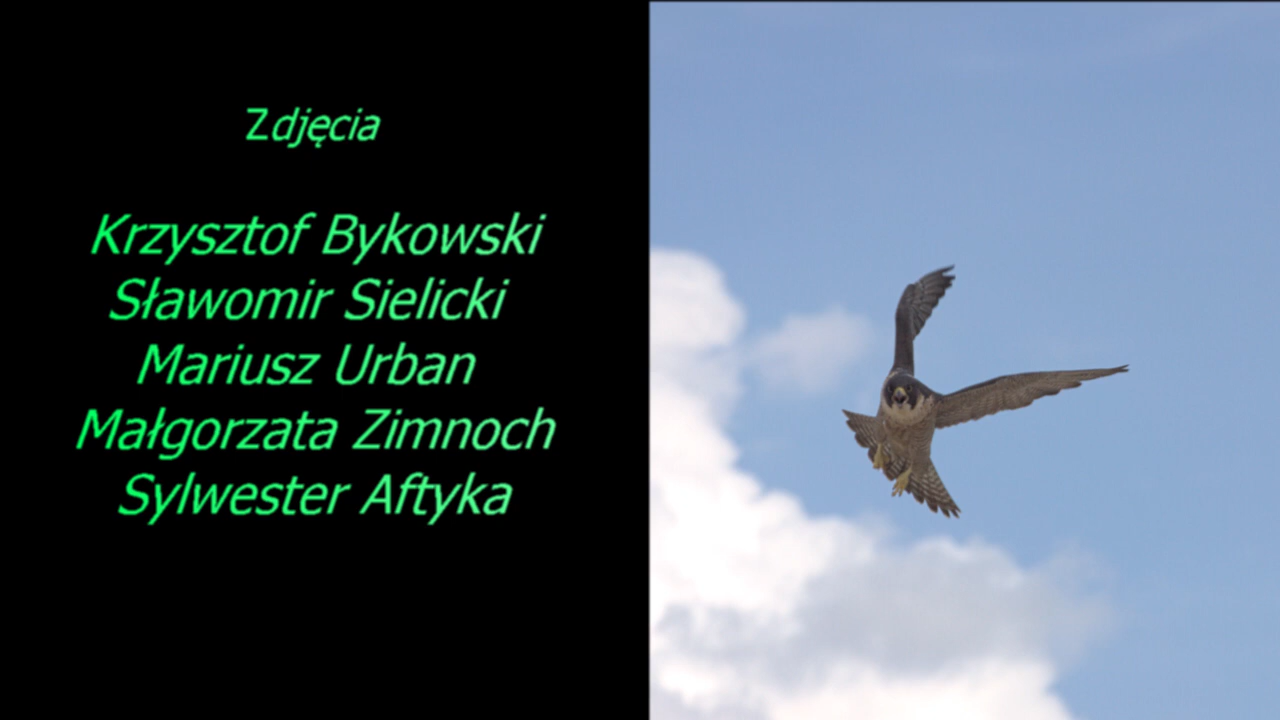 Zdjęcia
Krzysztof Bykowski
Sławomir Sielicki
Mariusz Urban
Małgorzata Zimnoch
Sylwester Aftyka